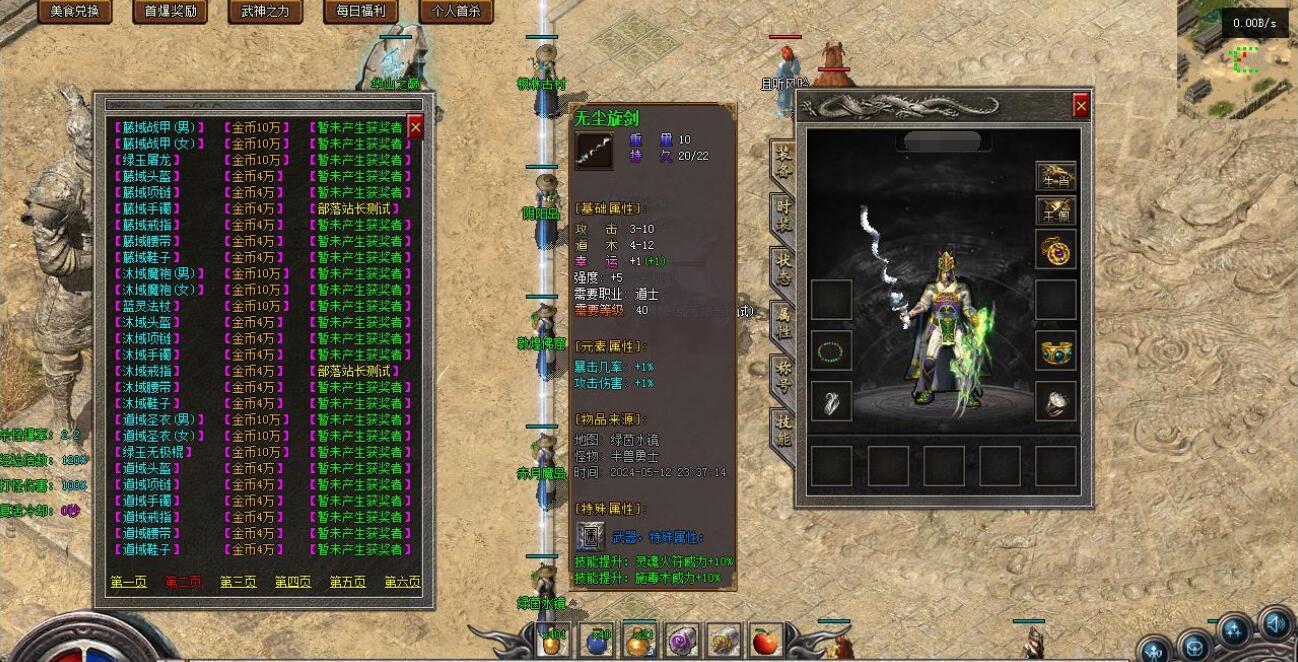 美食兑换 首爆奖励 武神之力 每日福利 个人首杀
0.00B/s
华山之巅
枫林古村
且听风吟
【藤域战甲(男)】 【金币10万】 【暂未产生获奖者】
【藤域战甲(女)】 【金币10万】 【暂未产生获奖者】
【绿玉屠龙】 【金币10万】 【暂未产生获奖者】
【藤域头盔】 【金币4万】 【暂未产生获奖者】
【藤域项链】 【金币4万】 【暂未产生获奖者】
【藤域手镯】 【金币4万】 【部落站长测试】
【藤域戒指】 【金币4万】 【暂未产生获奖者】
【藤域腰带】 【金币4万】 【暂未产生获奖者】
【藤域鞋子】 【金币4万】 【暂未产生获奖者】
【沐域魔袍(男)】 【金币10万】 【暂未产生获奖者】
【沐域魔袍(女)】 【金币10万】 【暂未产生获奖者】
【蓝灵法杖】 【金币10万】 【暂未产生获奖者】
【沐域头盔】 【金币4万】 【暂未产生获奖者】
【沐域项链】 【金币4万】 【暂未产生获奖者】
【沐域手镯】 【金币4万】 【暂未产生获奖者】
【沐域戒指】 【金币4万】 【部落站长测试】
【沐域腰带】 【金币4万】 【暂未产生获奖者】
【沐域鞋子】 【金币4万】 【暂未产生获奖者】
【道域圣衣(男)】 【金币10万】 【暂未产生获奖者】
【道域圣衣(女)】 【金币10万】 【暂未产生获奖者】
【绿玉无极棍】 【金币10万】 【暂未产生获奖者】
【道域头盔】 【金币4万】 【暂未产生获奖者】
【道域项链】 【金币4万】 【暂未产生获奖者】
【道域手镯】 【金币4万】 【暂未产生获奖者】
【道域戒指】 【金币4万】 【暂未产生获奖者】
【道域腰带】 【金币4万】 【暂未产生获奖者】
【道域鞋子】 【金币4万】 【暂未产生获奖者】
第一页 第二页 第三页 第四页 第五页 第六页
阴阳岛
敦煌佛窟
赤月魔岛
绿茵水镜
无尘旋剑
重 量 10
持 久 20/22
[基础属性]:
攻 击 3-10
道 术 4-12
幸 运 +1(+1)
强度: +5
需要职业: 道士
需要等级 40
[元素属性]:
暴击几率: +1%
攻击伤害: +1%
[物品来源]:
地图: 绿茵水镜
怪物: 半兽勇士
时间: 2024-05-12 23:37:14
[特殊属性]:
武器·特殊属性:
技能提升: 灵魂火符威力+10%
技能提升: 施毒术威力+10%
试)
装备
时装
状态
属性
称号
技能
生肖